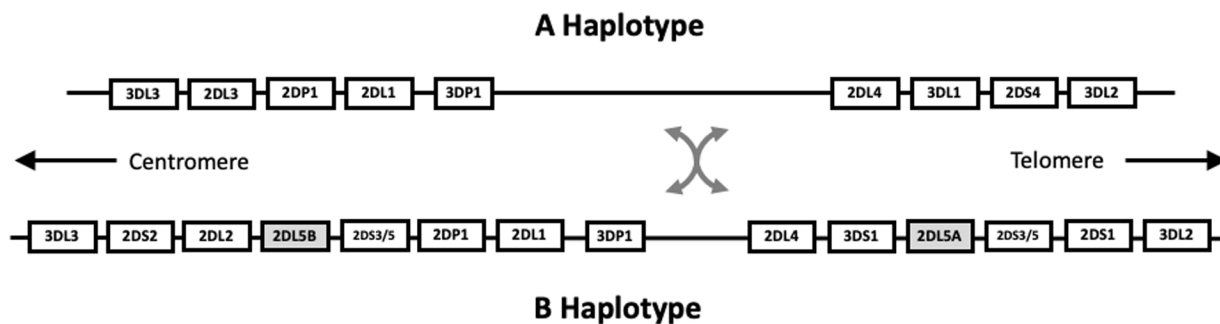 A Haplotype
3DL3 2DL3 2DP1 2DL1 3DP1 2DL4 3DL1 2DS4 3DL2
Centromere Telomere
3DL3 2DS2 2DL2 2DL5B 2DS3/5 2DP1 2DL1 3DP1 2DL4 3DS1 2DL5A 2DS3/5 2DS1 3DL2
B Haplotype